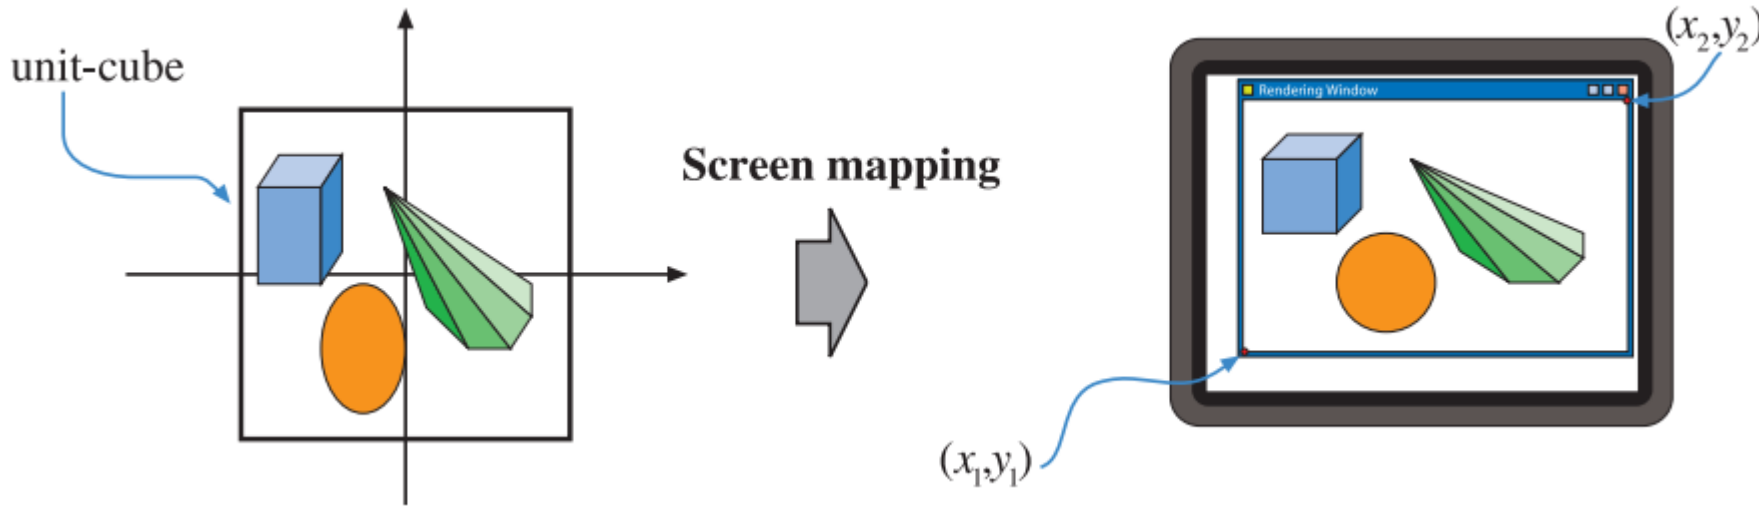 unit-cube
Screen mapping
(x₂,y₂)
Rendering Window
(x₁,y₁)